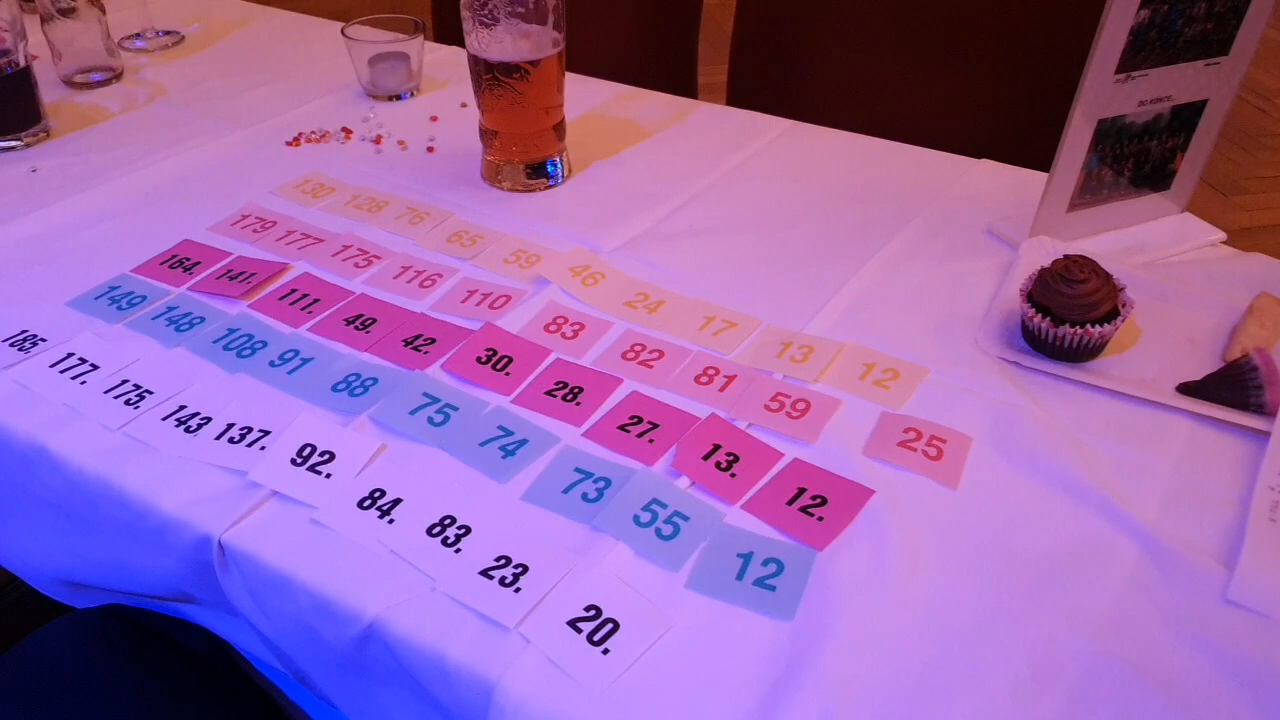 DO KONCE...
130 128 76 65 59 46 24 17 13 12
179 177 175 116 110 83 82 81 59 25
164. 141. 111. 49. 42. 30. 28. 27. 13. 12.
149 148 108 91 88 75 74 73 55 12
185. 177. 175. 143. 137. 92. 84. 83. 23. 20.